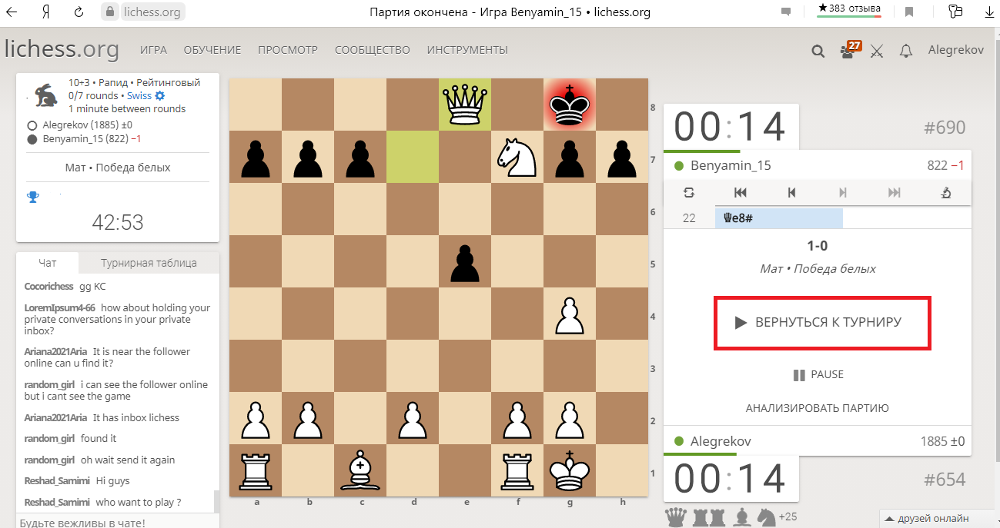 lichess.org
Партия окончена - Игра Benyamin_15 • lichess.org
★383 отзыва
lichess.org
ИГРА ОБУЧЕНИЕ ПРОСМОТР СООБЩЕСТВО ИНСТРУМЕНТЫ
27
Alegrekov
10+3 • Рапид • Рейтинговый
0/7 rounds • Swiss
1 minute between rounds
Alegrekov (1885) ±0
Benyamin_15 (822) −1
Мат • Победа белых
42:53
Чат Турнирная таблица
Cocorichess gg KC
LoremIpsum4-66 how about holding your
private conversations in your private
inbox?
Ariana2021Aria It is near the follower
online can u find it?
random_girl i can see the follower online
but i cant see the game
Ariana2021Aria It has inbox lichess
random_girl found it
random_girl oh wait send it again
Reshad_Samimi Hi guys
Reshad_Samimi who want to play ?
Будьте вежливы в чате!
8
7
6
5
4
3
2
1
a b c d e f g h
00:14
#690
Benyamin_15 822 −1
22 ♛e8#
1-0
Мат • Победа белых
ВЕРНУТЬСЯ К ТУРНИРУ
PAUSE
АНАЛИЗИРОВАТЬ ПАРТИЮ
Alegrekov 1885 ±0
00:14
#654
+25
друзей онлайн